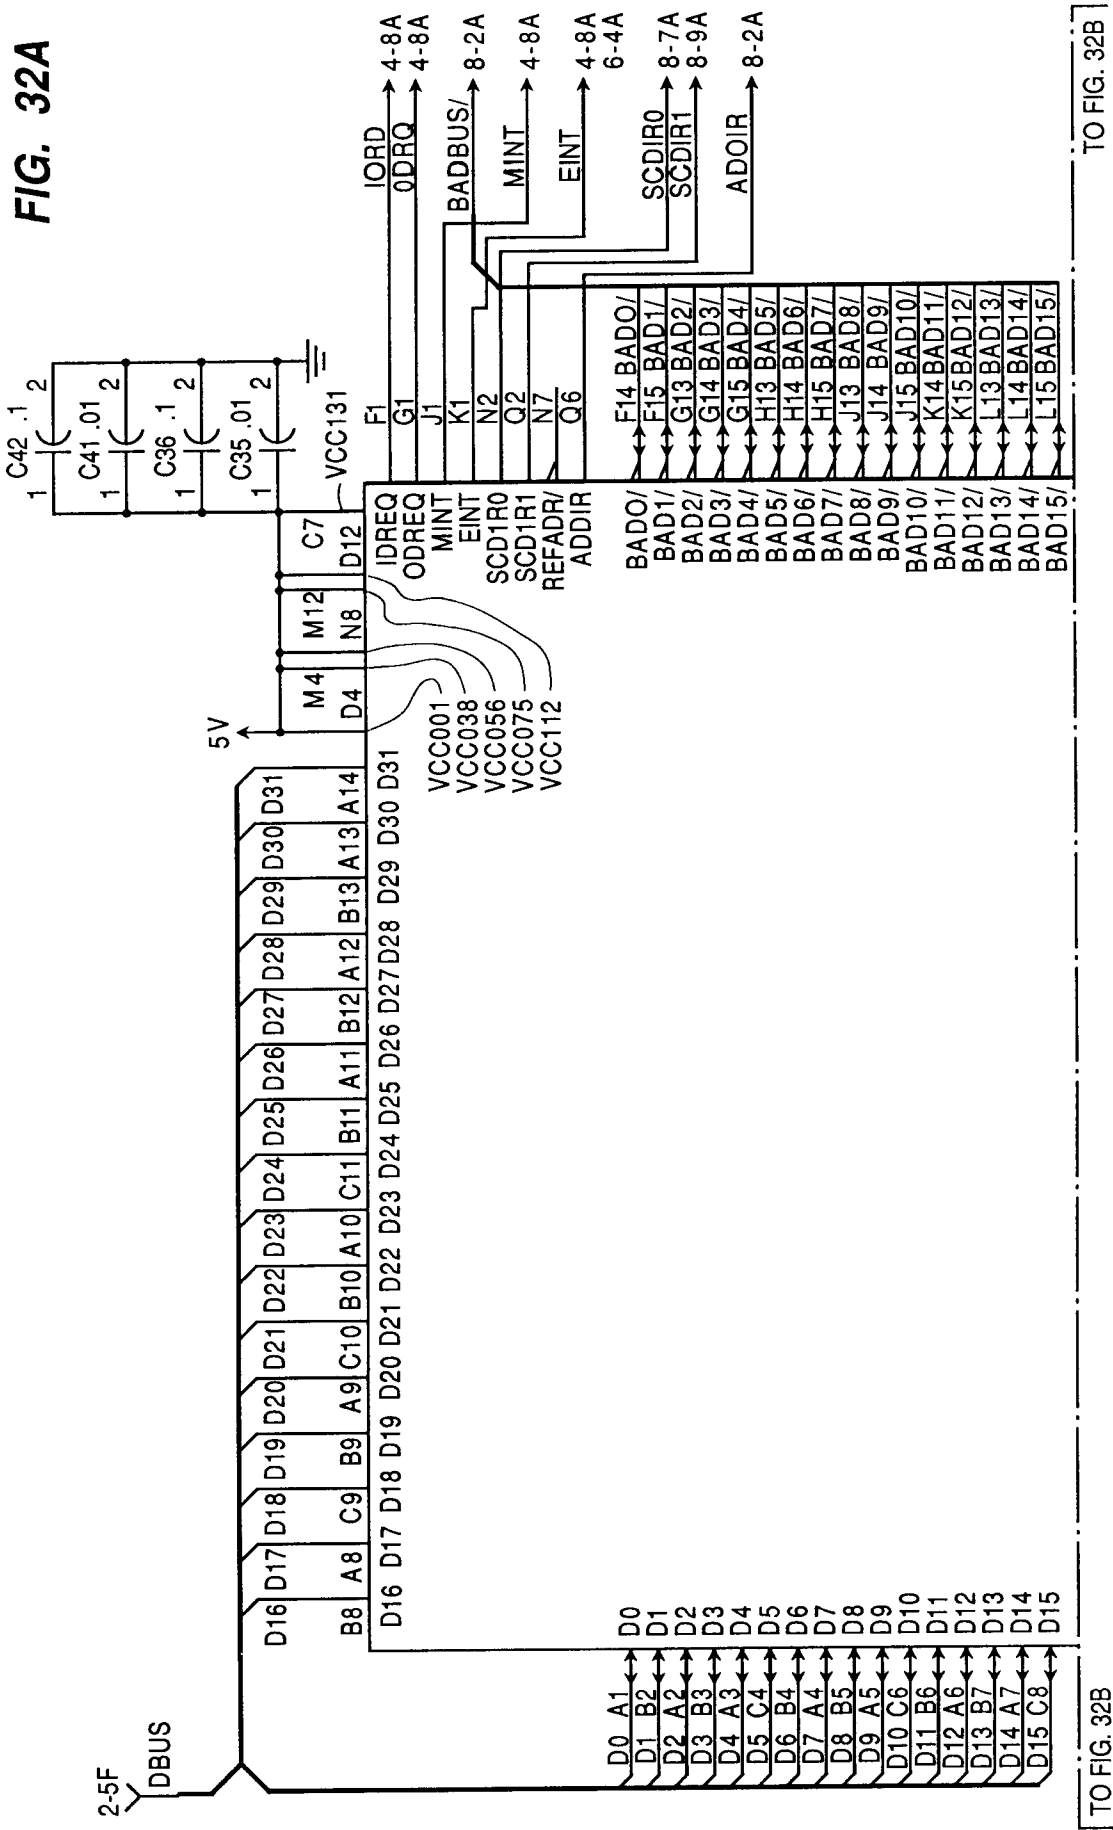 FIG. 32A
C42 .1
1 2
C41 .01
1 2
C36 .1
1 2
C35 .01
1 2
VCC131
5V
M4 M12 C7
D4 N8 D12
VCC001
VCC038
VCC056
VCC075
VCC112
2-5F
DBUS
D16 D17 D18 D19 D20 D21 D22 D23 D24 D25 D26 D27 D28 D29 D30 D31
B8 A8 C9 B9 A9 C10 B10 A10 C11 B11 A11 B12 A12 B13 A13 A14
D16 D17 D18 D19 D20 D21 D22 D23 D24 D25 D26 D27 D28 D29 D30 D31
D0 A1 D0
D1 B2 D1
D2 A2 D2
D3 B3 D3
D4 A3 D4
D5 C4 D5
D6 B4 D6
D7 A4 D7
D8 B5 D8
D9 A5 D9
D10 C6 D10
D11 B6 D11
D12 A6 D12
D13 B7 D13
D14 A7 D14
D15 C8 D15
IDREQ F1 IORD 4-8A
ODREQ G1 0DRQ 4-8A
MINT J1 BADBUS/ 8-2A
EINT K1 MINT 4-8A
SCD1R0 N2 EINT 4-8A
6-4A
SCD1R1 Q2 SCDIR0 8-7A
REFADR/ N7 SCDIR1 8-9A
ADDIR Q6 ADOIR 8-2A
BADO/ F14 BADO/
BAD1/ F15 BAD1/
BAD2/ G13 BAD2/
BAD3/ G14 BAD3/
BAD4/ G15 BAD4/
BAD5/ H13 BAD5/
BAD6/ H14 BAD6/
BAD7/ H15 BAD7/
BAD8/ J13 BAD8/
BAD9/ J14 BAD9/
BAD10/ J15 BAD10/
BAD11/ K14 BAD11/
BAD12/ K15 BAD12/
BAD13/ L13 BAD13/
BAD14/ L14 BAD14/
BAD15/ L15 BAD15/
TO FIG. 32B
TO FIG. 32B